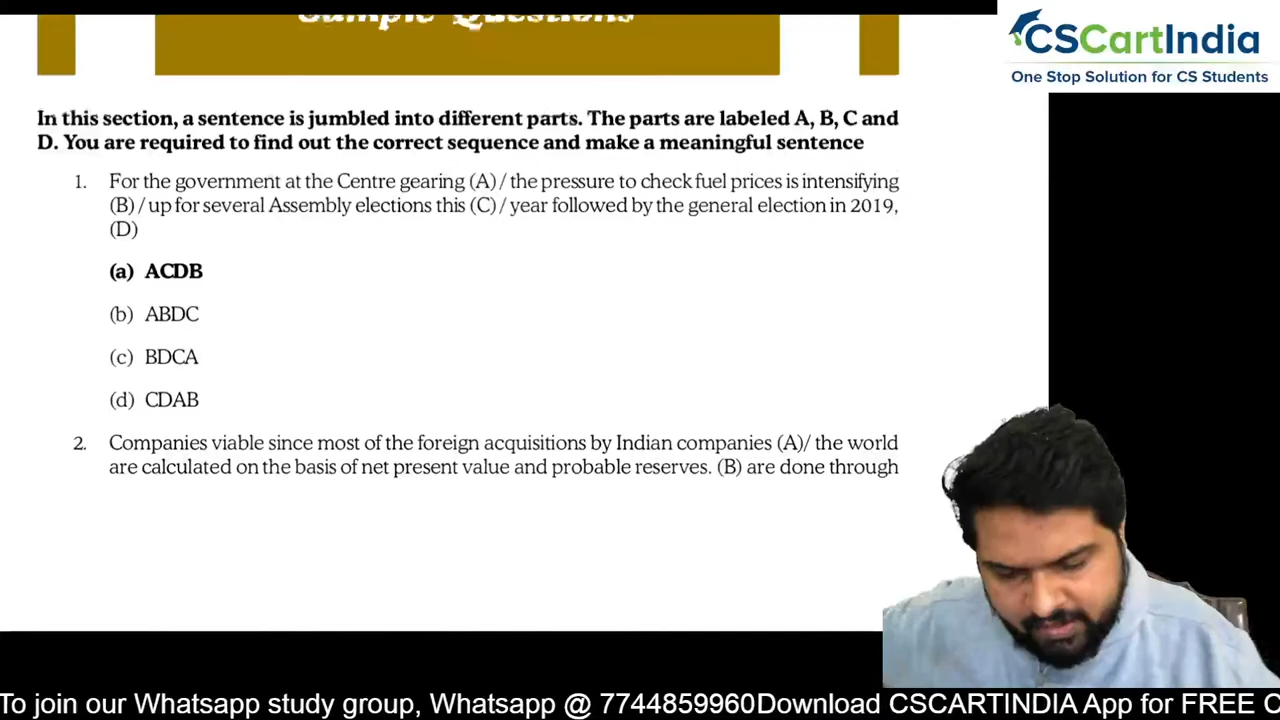 Sample Questions
CSCartIndia
One Stop Solution for CS Students
In this section, a sentence is jumbled into different parts. The parts are labeled A, B, C and
D. You are required to find out the correct sequence and make a meaningful sentence
1. For the government at the Centre gearing (A) / the pressure to check fuel prices is intensifying
(B) / up for several Assembly elections this (C) / year followed by the general election in 2019,
(D)
(a) ACDB
(b) ABDC
(c) BDCA
(d) CDAB
2. Companies viable since most of the foreign acquisitions by Indian companies (A)/ the world
are calculated on the basis of net present value and probable reserves. (B) are done through
To join our Whatsapp study group, Whatsapp @ 7744859960Download CSCARTINDIA App for FREE